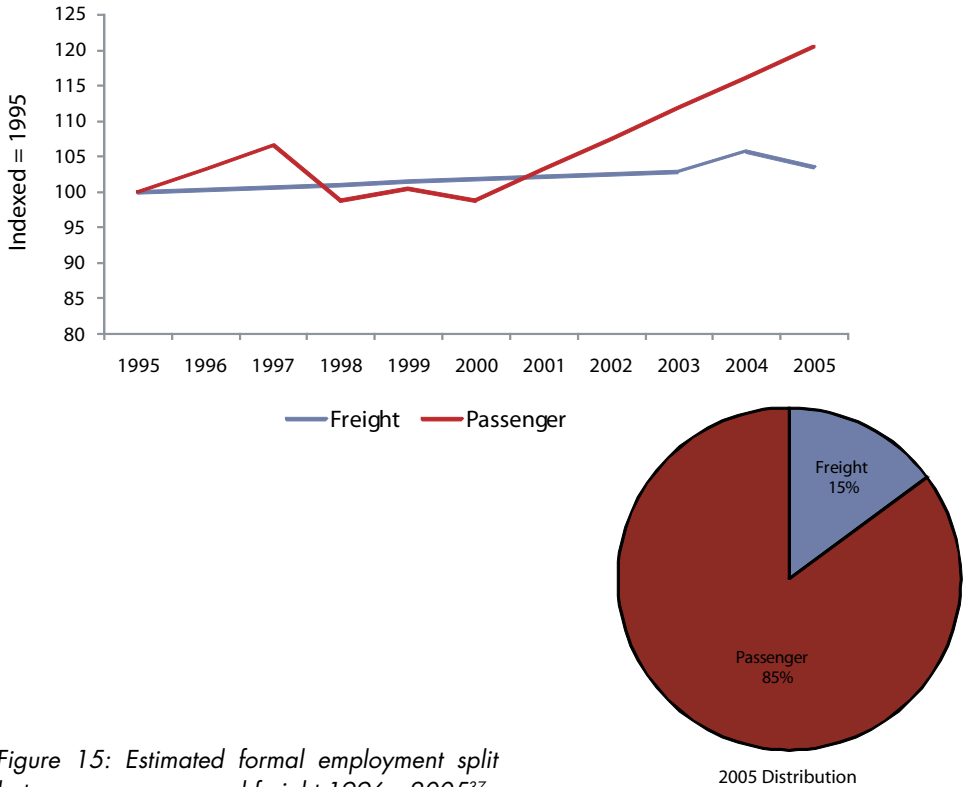 125
120
115
110
105
100
95
90
85
80
Indexed = 1995
1995 1996 1997 1998 1999 2000 2001 2002 2003 2004 2005
Freight Passenger
Freight
15%
Passenger
85%
2005 Distribution
Figure 15: Estimated formal employment split